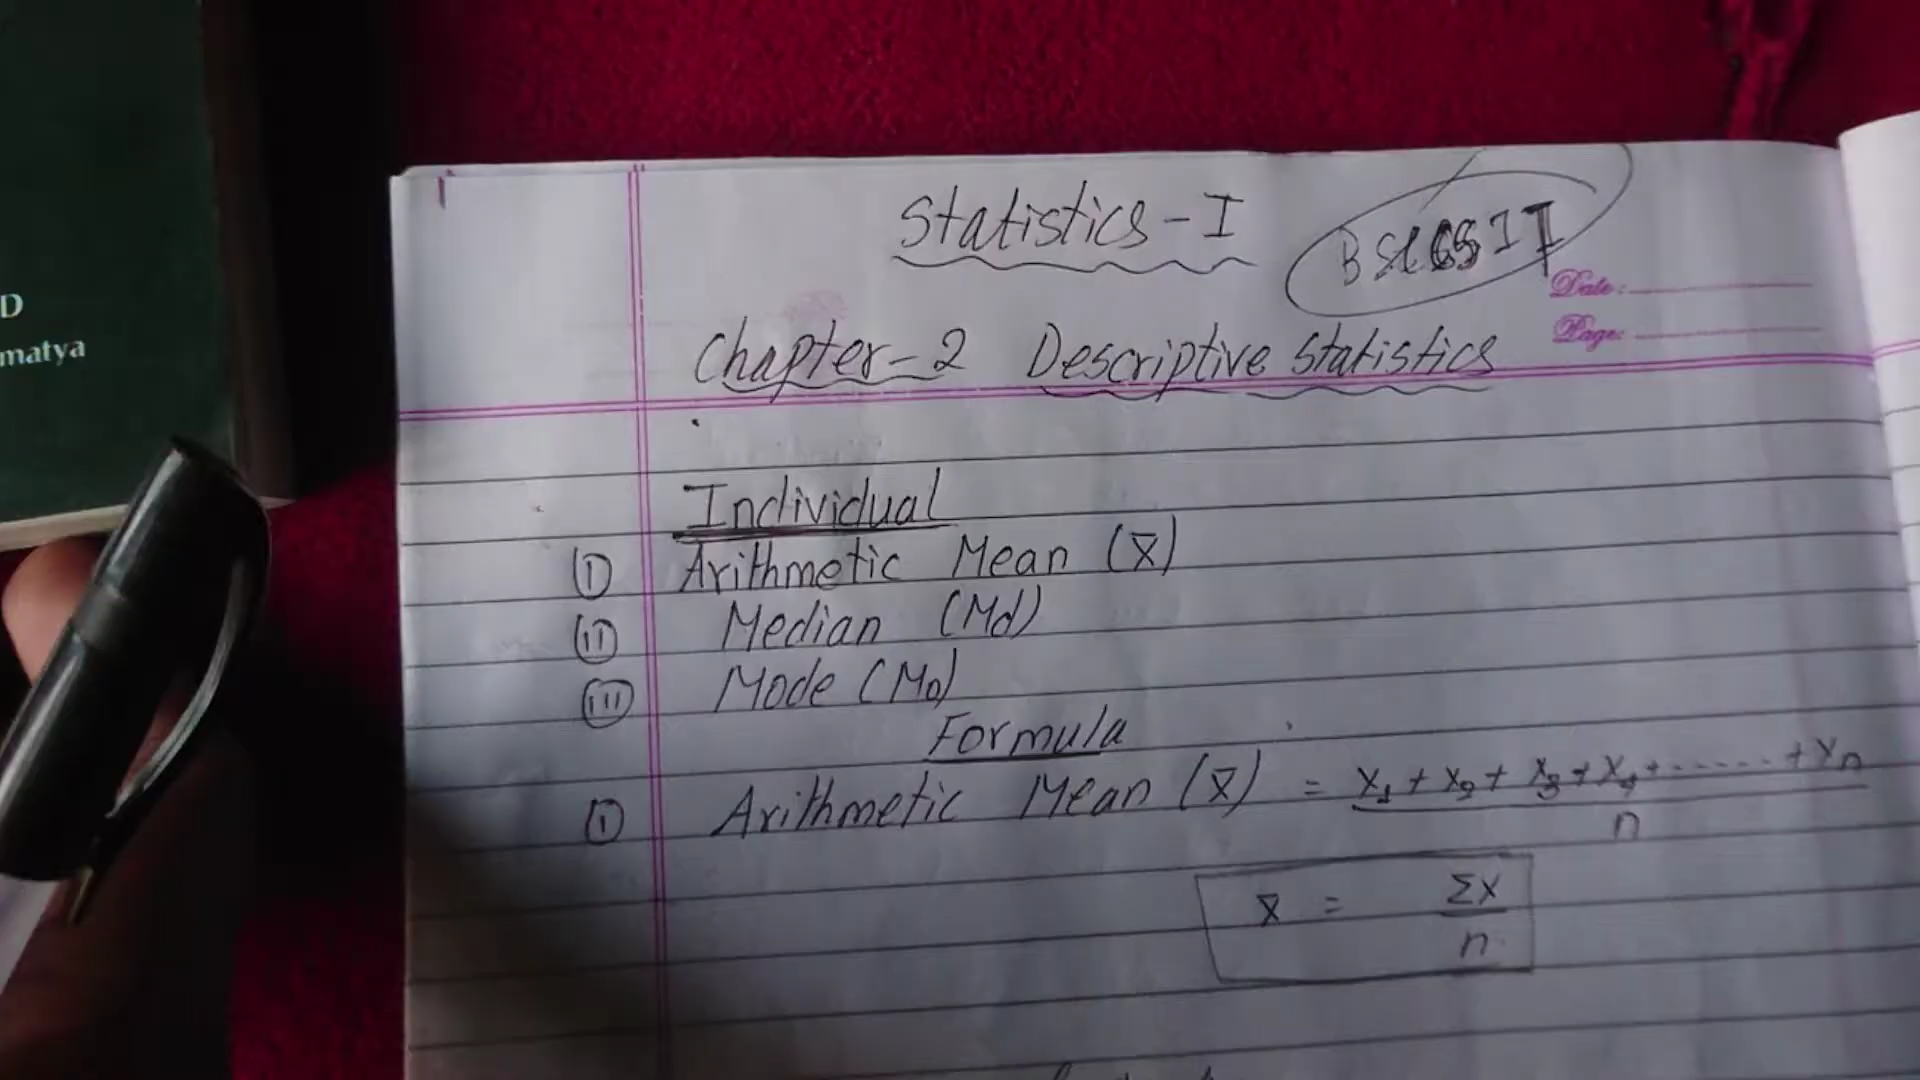 D
matya
Statistics - I
Date:
Page:
Chapter - 2 Descriptive Statistics
Individual
(i) Arithmetic Mean (x̄)
(ii) Median (Md)
(iii) Mode (Mo)
Formula
(i) Arithmetic Mean (x̄) = x₁ + x₂ + x₃ + x₄ + ...... + xₙ / n
x̄ = Σx / n